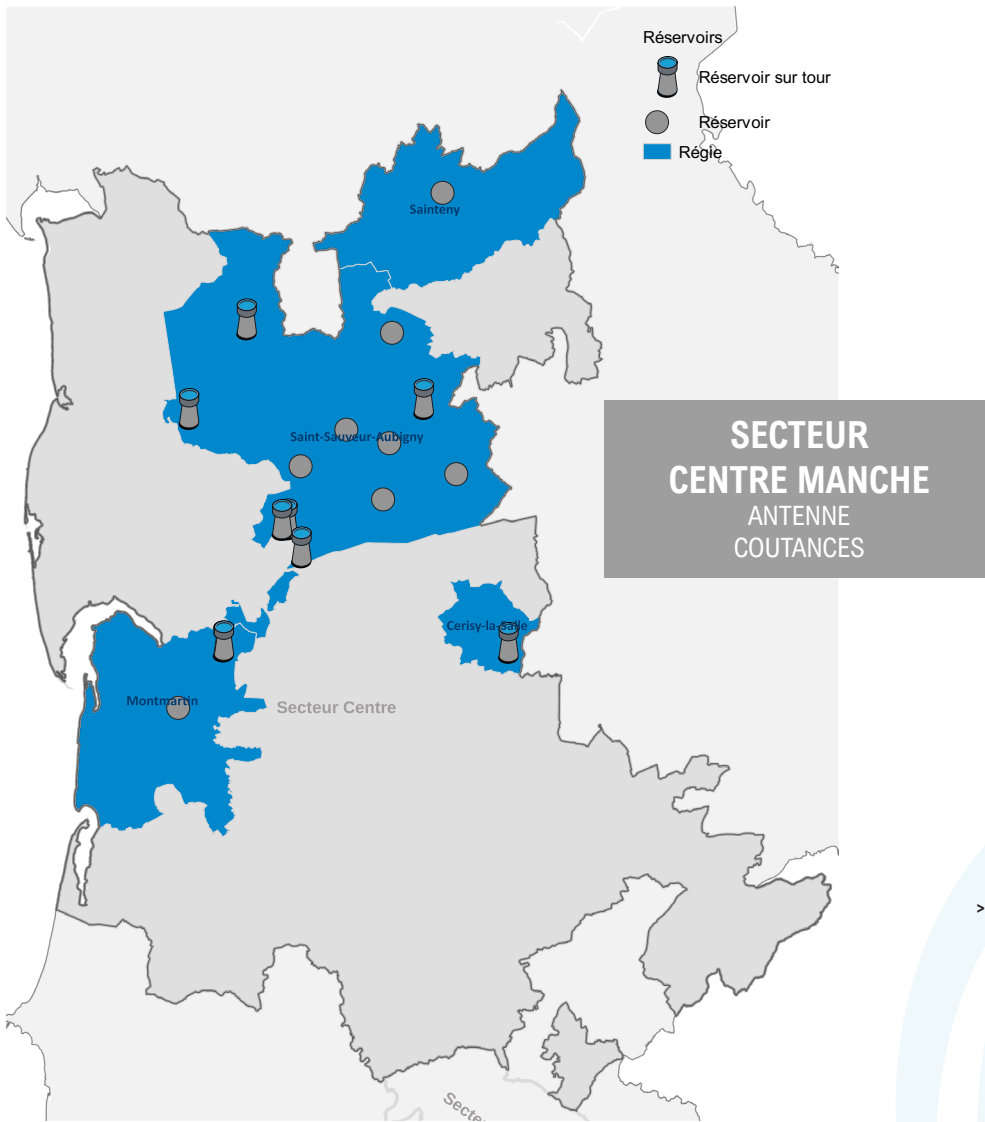 Réservoirs
Réservoir sur tour
Réservoir
Régie
Sainteny
Saint-Sauveur-Aubigny
SECTEUR
CENTRE MANCHE
ANTENNE
COUTANCES
Cerisy-la-Salle
Montmartin
Secteur Centre
>
Secteu